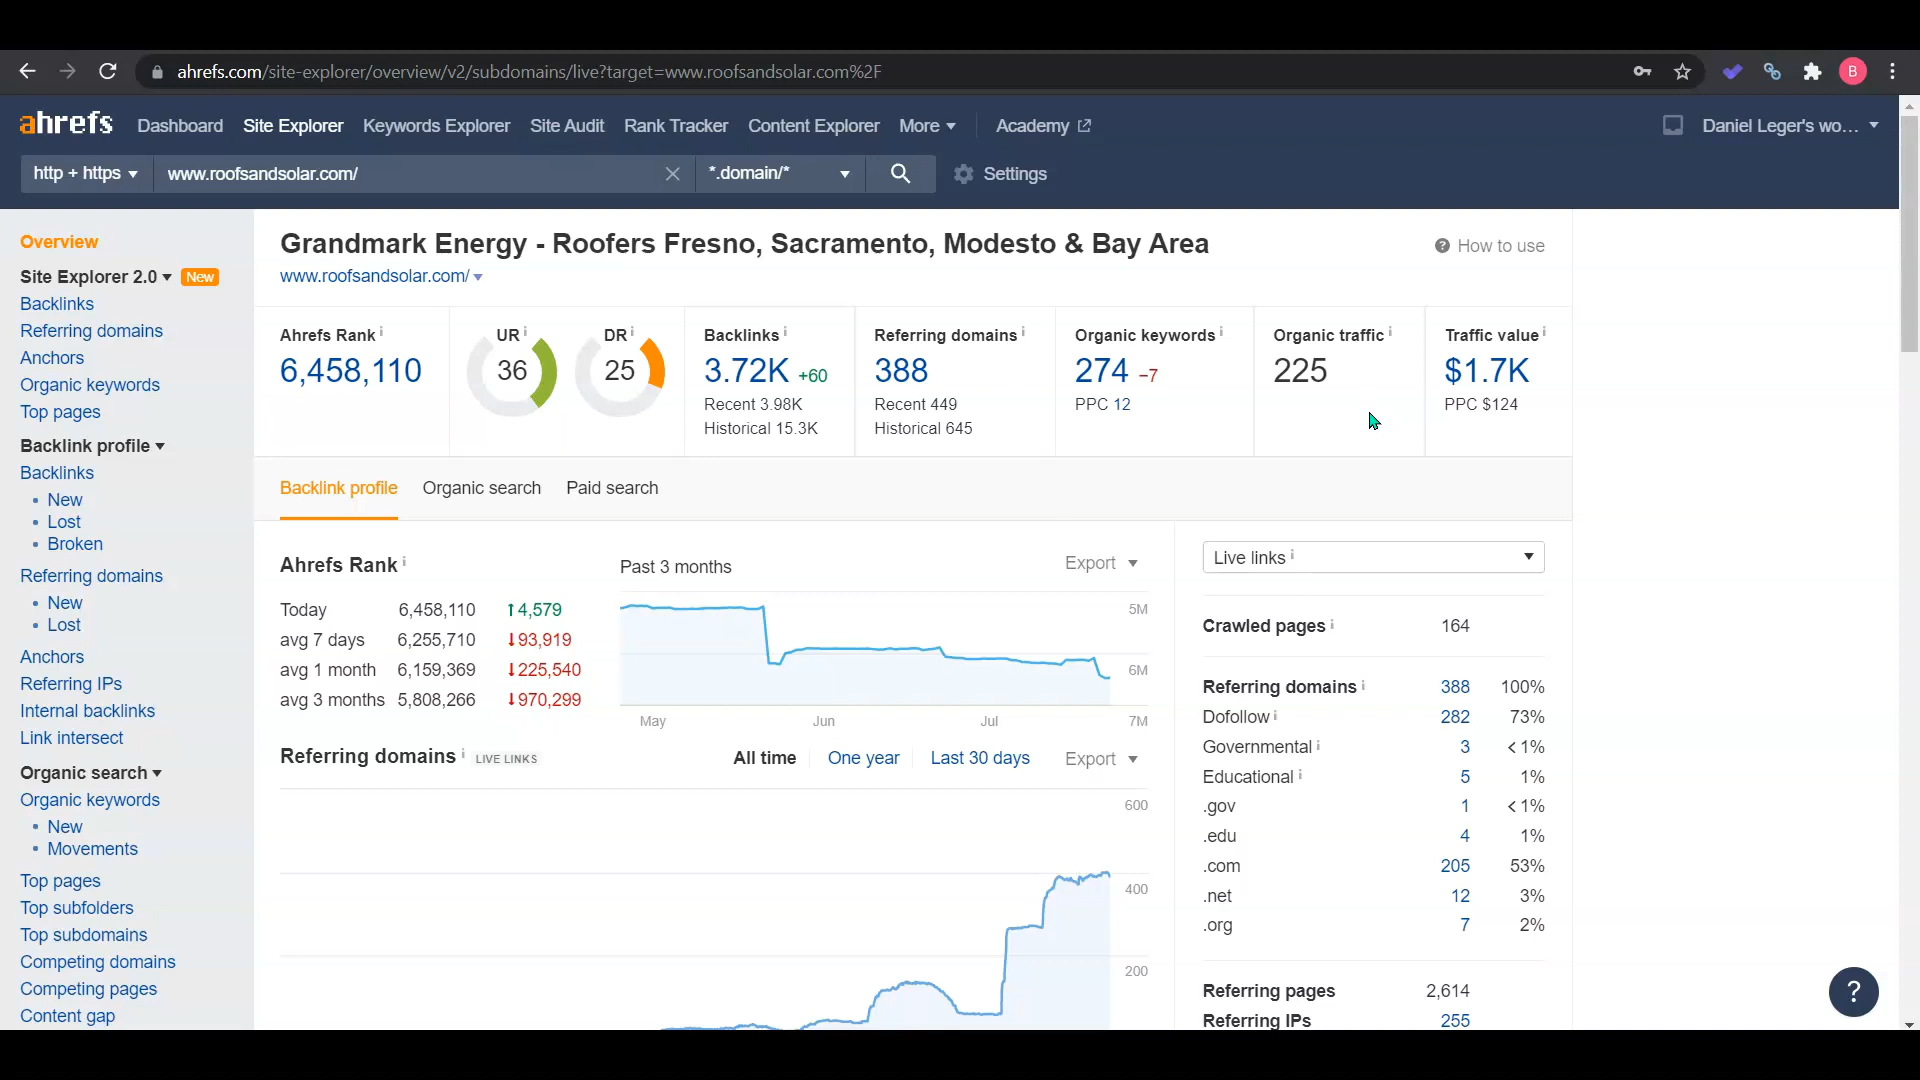 ahrefs.com/site-explorer/overview/v2/subdomains/live?target=www.roofsandsolar.com%2F
B
ahrefs Dashboard Site Explorer Keywords Explorer Site Audit Rank Tracker Content Explorer More Academy Daniel Leger's wo...
http + https www.roofsandsolar.com/ *.domain/* Settings
Overview
Site Explorer 2.0 New
Backlinks
Referring domains
Anchors
Organic keywords
Top pages
Backlink profile
Backlinks
• New
• Lost
• Broken
Referring domains
• New
• Lost
Anchors
Referring IPs
Internal backlinks
Link intersect
Organic search
Organic keywords
• New
• Movements
Top pages
Top subfolders
Top subdomains
Competing domains
Competing pages
Content gap
Grandmark Energy - Roofers Fresno, Sacramento, Modesto & Bay Area
? How to use
www.roofsandsolar.com/
Ahrefs Rank i
6,458,110
UR i
36
DR i
25
Backlinks i
3.72K +60
Recent 3.98K
Historical 15.3K
Referring domains i
388
Recent 449
Historical 645
Organic keywords i
274 −7
PPC 12
Organic traffic i
225
Traffic value i
$1.7K
PPC $124
Backlink profile Organic search Paid search
Ahrefs Rank i
Today 6,458,110 ↑4,579
avg 7 days 6,255,710 ↓93,919
avg 1 month 6,159,369 ↓225,540
avg 3 months 5,808,266 ↓970,299
Past 3 months Export
5M
6M
7M
May Jun Jul
Referring domains i LIVE LINKS All time One year Last 30 days Export
600
400
200
Live links i
Crawled pages i 164
Referring domains i 388 100%
Dofollow i 282 73%
Governmental i 3 <1%
Educational i 5 1%
.gov 1 <1%
.edu 4 1%
.com 205 53%
.net 12 3%
.org 7 2%
Referring pages 2,614
Referring IPs 255
?